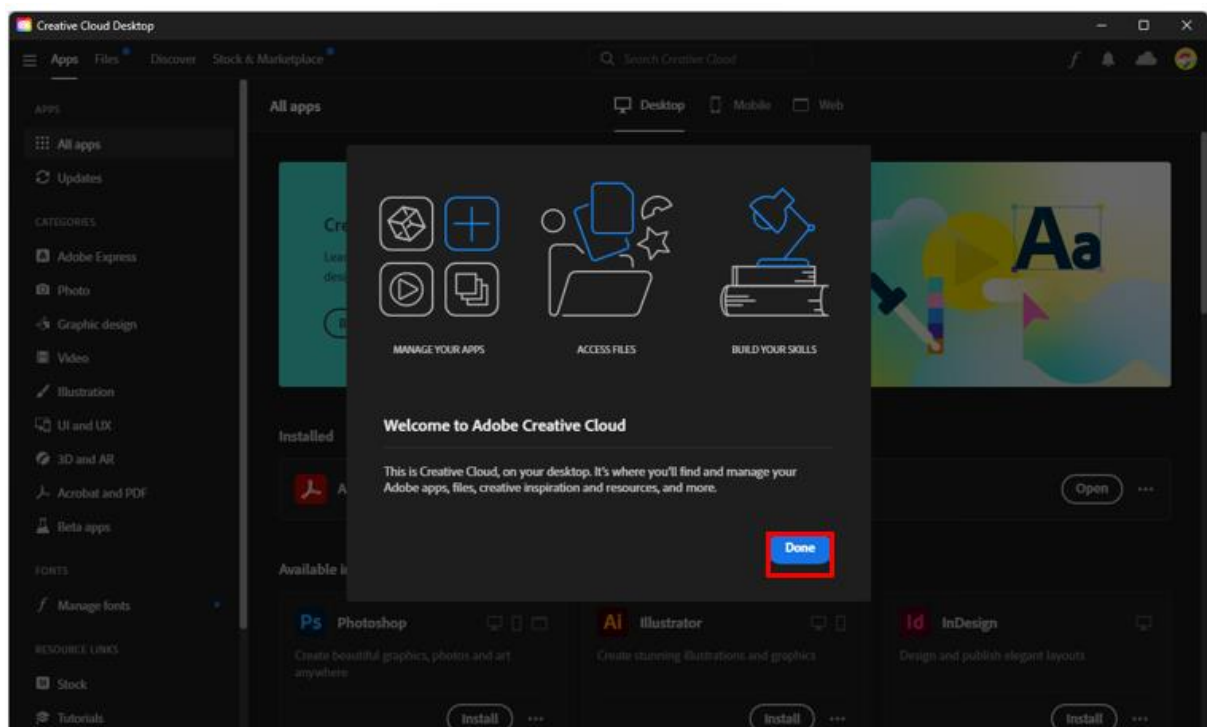 Creative Cloud Desktop
Apps Files Discover Stock & Marketplace Search Creative Cloud
APPS
All apps
Updates
CATEGORIES
Adobe Express
Photo
Graphic design
Video
Illustration
UI and UX
3D and AR
Acrobat and PDF
Beta apps
FONTS
Manage fonts
RESOURCE LINKS
Stock
Tutorials
All apps
Desktop Mobile Web
Aa
MANAGE YOUR APPS ACCESS FILES BUILD YOUR SKILLS
Welcome to Adobe Creative Cloud
This is Creative Cloud, on your desktop. It's where you'll find and manage your
Adobe apps, files, creative inspiration and resources, and more.
Done
Installed
Open
Available
Ps Photoshop
Create beautiful graphics, photos and art
anywhere
Install
Ai Illustrator
Create stunning illustrations and graphics
Install
Id InDesign
Design and publish elegant layouts
Install